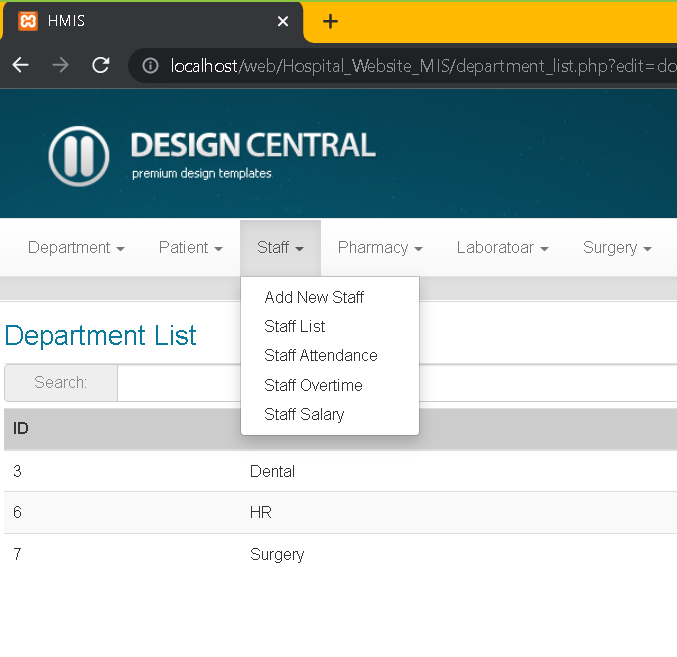 HMIS
localhost/web/Hospital_Website_MIS/department_list.php?edit=do
DESIGN CENTRAL
premium design templates
Department Patient Staff Pharmacy Laboratoar Surgery
Add New Staff
Staff List
Staff Attendance
Staff Overtime
Staff Salary
Department List
Search:
ID
3 Dental
6 HR
7 Surgery